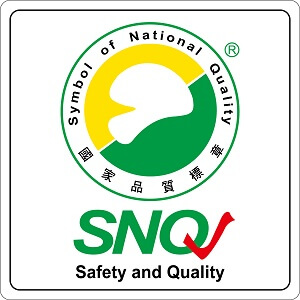 Symbol of National Quality
®
國家品質標章
SNQ
Safety and Quality